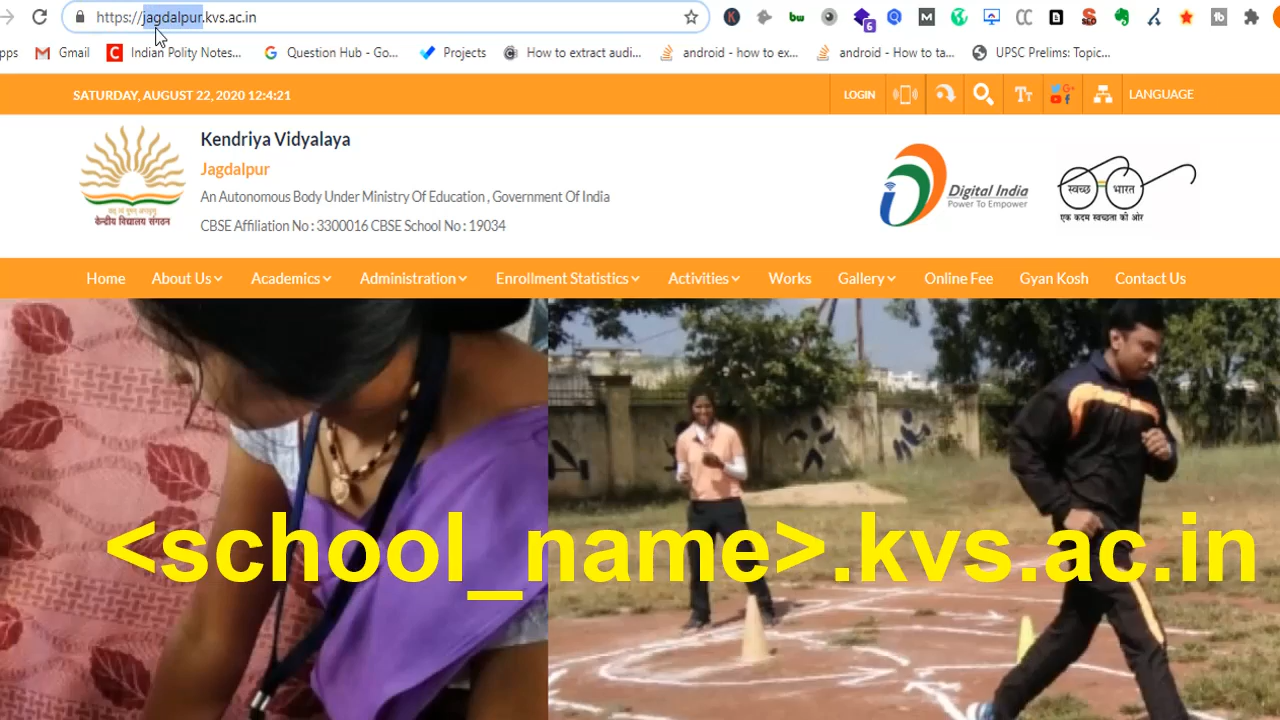 https://jagdalpur.kvs.ac.in
pps Gmail Indian Polity Notes... Question Hub - Go... Projects How to extract audi... android - how to ex... android - How to ta... UPSC Prelims: Topic...
SATURDAY, AUGUST 22, 2020 12:4:21
LOGIN
LANGUAGE
Kendriya Vidyalaya
Jagdalpur
An Autonomous Body Under Ministry Of Education , Government Of India
CBSE Affiliation No : 3300016 CBSE School No : 19034
केन्द्रीय विद्यालय संगठन
Digital India
Power To Empower
स्वच्छ भारत
एक कदम स्वच्छता की ओर
Home About Us Academics Administration Enrollment Statistics Activities Works Gallery Online Fee Gyan Kosh Contact Us
<school_name>.kvs.ac.in